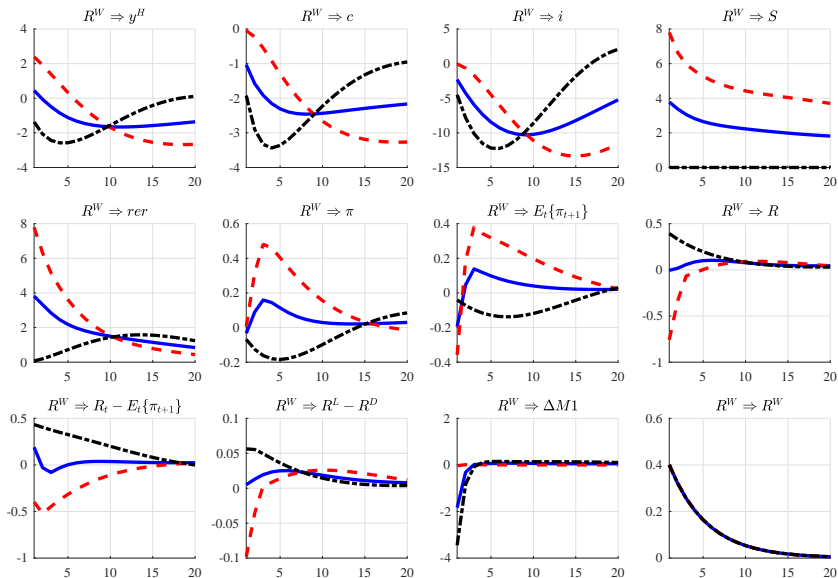 R^W ⇒ y^H
R^W ⇒ c
R^W ⇒ i
R^W ⇒ S
4
2
0
-2
-4
5 10 15 20
0
-1
-2
-3
-4
5 10 15 20
5
0
-5
-10
-15
5 10 15 20
8
6
4
2
0
5 10 15 20
R^W ⇒ rer
R^W ⇒ π
R^W ⇒ E_t{π_{t+1}}
R^W ⇒ R
8
6
4
2
0
5 10 15 20
0.6
0.4
0.2
0
-0.2
5 10 15 20
0.4
0.2
0
-0.2
-0.4
5 10 15 20
0.5
0
-0.5
-1
5 10 15 20
R^W ⇒ R_t − E_t{π_{t+1}}
R^W ⇒ R^L − R^D
R^W ⇒ ΔM1
R^W ⇒ R^W
0.5
0
-0.5
-1
5 10 15 20
0.1
0.05
0
-0.05
-0.1
5 10 15 20
2
0
-2
-4
5 10 15 20
0.6
0.4
0.2
0
5 10 15 20